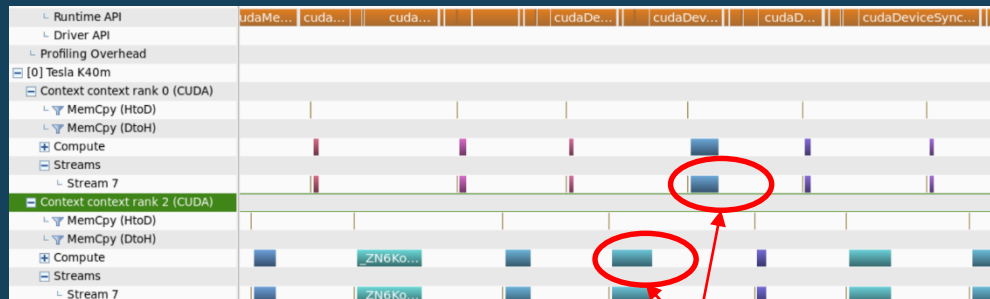 Runtime API udaMe... cuda... cuda... cudaDe... cudaDev... cudaD... cudaDeviceSync...
Driver API
Profiling Overhead
[0] Tesla K40m
Context context rank 0 (CUDA)
MemCpy (HtoD)
MemCpy (DtoH)
Compute
Streams
Stream 7
Context context rank 2 (CUDA)
MemCpy (HtoD)
MemCpy (DtoH)
Compute _ZN6Ko...
Streams
Stream 7 _ZN6Ko...